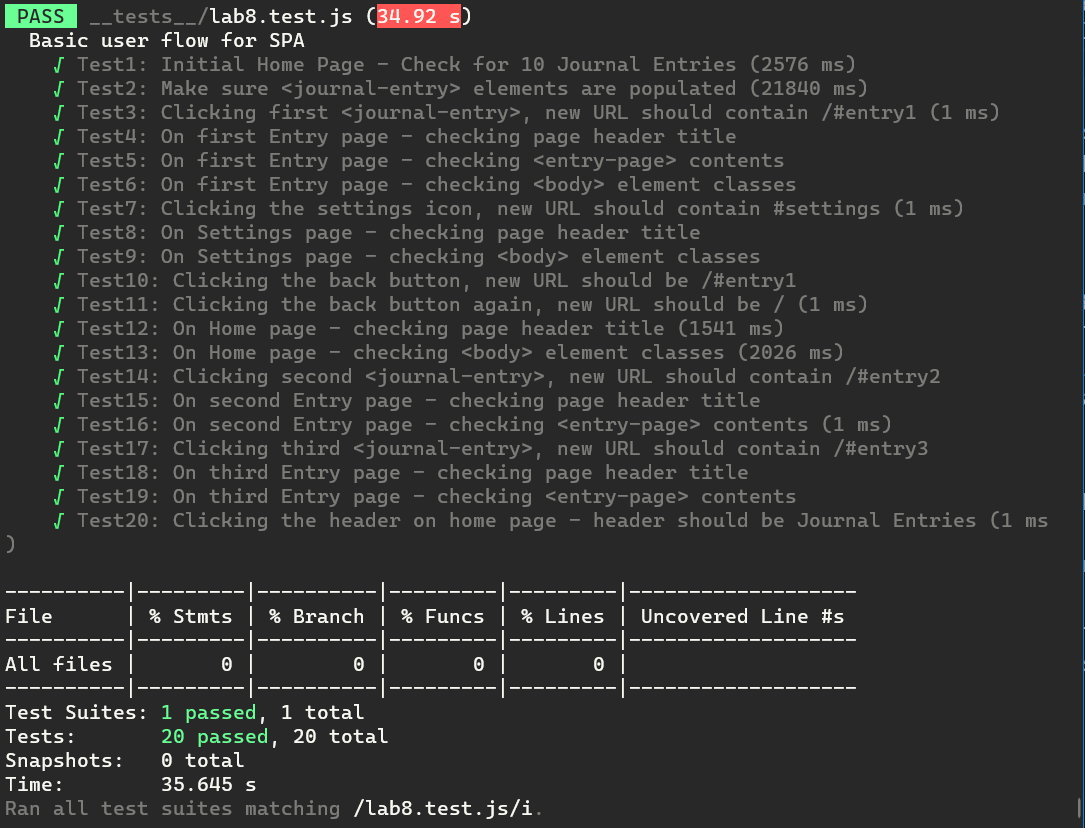 PASS __tests__/lab8.test.js (34.92 s)
Basic user flow for SPA
√ Test1: Initial Home Page - Check for 10 Journal Entries (2576 ms)
√ Test2: Make sure <journal-entry> elements are populated (21840 ms)
√ Test3: Clicking first <journal-entry>, new URL should contain /#entry1 (1 ms)
√ Test4: On first Entry page - checking page header title
√ Test5: On first Entry page - checking <entry-page> contents
√ Test6: On first Entry page - checking <body> element classes
√ Test7: Clicking the settings icon, new URL should contain #settings (1 ms)
√ Test8: On Settings page - checking page header title
√ Test9: On Settings page - checking <body> element classes
√ Test10: Clicking the back button, new URL should be /#entry1
√ Test11: Clicking the back button again, new URL should be / (1 ms)
√ Test12: On Home page - checking page header title (1541 ms)
√ Test13: On Home page - checking <body> element classes (2026 ms)
√ Test14: Clicking second <journal-entry>, new URL should contain /#entry2
√ Test15: On second Entry page - checking page header title
√ Test16: On second Entry page - checking <entry-page> contents (1 ms)
√ Test17: Clicking third <journal-entry>, new URL should contain /#entry3
√ Test18: On third Entry page - checking page header title
√ Test19: On third Entry page - checking <entry-page> contents
√ Test20: Clicking the header on home page - header should be Journal Entries (1 ms
)
----------|---------|----------|---------|---------|-------------------
File      | % Stmts | % Branch | % Funcs | % Lines | Uncovered Line #s
----------|---------|----------|---------|---------|-------------------
All files |       0 |        0 |       0 |       0 |
----------|---------|----------|---------|---------|-------------------
Test Suites: 1 passed, 1 total
Tests:       20 passed, 20 total
Snapshots:   0 total
Time:        35.645 s
Ran all test suites matching /lab8.test.js/i.